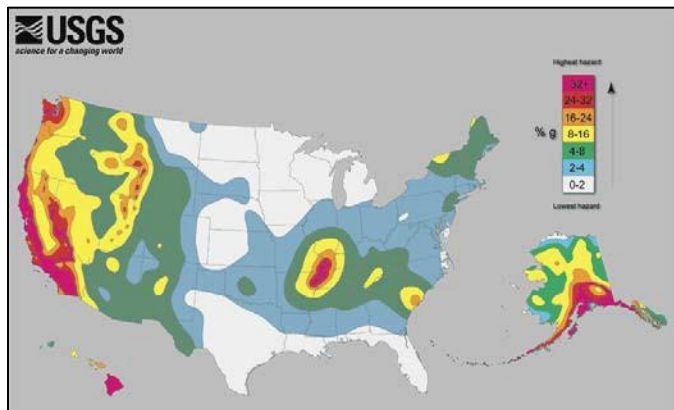 USGS
science for a changing world
Highest hazard
32+
24-32
16-24
% g
8-16
4-8
2-4
0-2
Lowest hazard